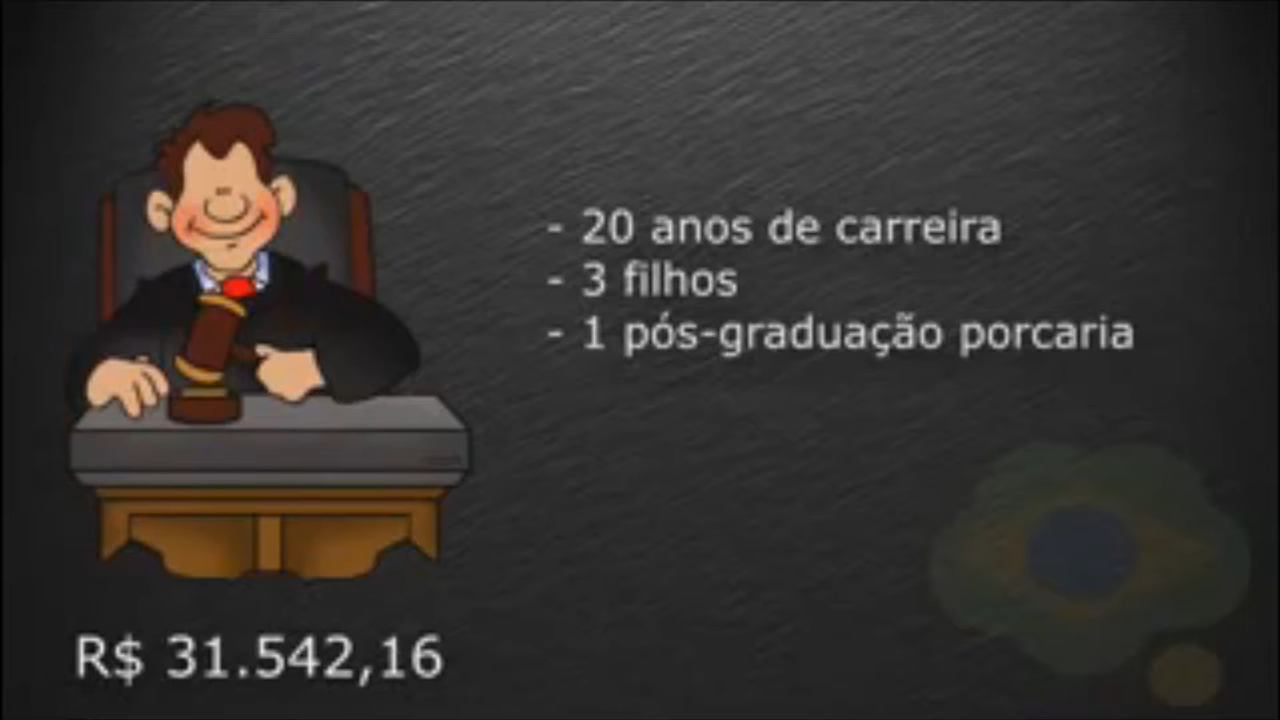 - 20 anos de carreira
- 3 filhos
- 1 pós-graduação porcaria
R$ 31.542,16